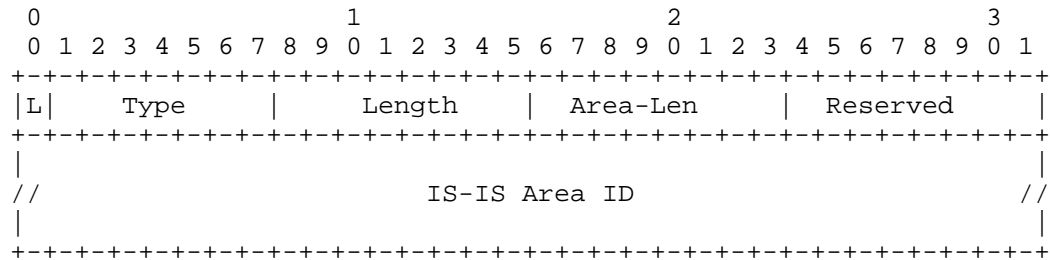 0                   1                   2                   3
 0 1 2 3 4 5 6 7 8 9 0 1 2 3 4 5 6 7 8 9 0 1 2 3 4 5 6 7 8 9 0 1
+-+-+-+-+-+-+-+-+-+-+-+-+-+-+-+-+-+-+-+-+-+-+-+-+-+-+-+-+-+-+-+-+
|L|    Type     |     Length    |  Area-Len     |  Reserved     |
+-+-+-+-+-+-+-+-+-+-+-+-+-+-+-+-+-+-+-+-+-+-+-+-+-+-+-+-+-+-+-+-+
|                                                               |
//                        IS-IS Area ID                        //
|                                                               |
+-+-+-+-+-+-+-+-+-+-+-+-+-+-+-+-+-+-+-+-+-+-+-+-+-+-+-+-+-+-+-+-+